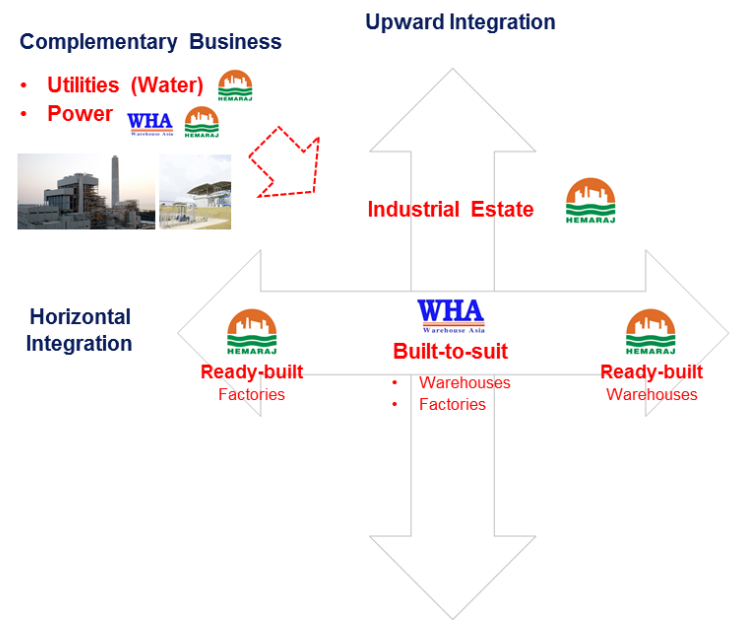 Upward Integration
Complementary Business
• Utilities (Water) HEMARAJ
• Power WHA Warehouse Asia HEMARAJ
Industrial Estate HEMARAJ
Horizontal
Integration
HEMARAJ
Ready-built
Factories
WHA
Warehouse Asia
Built-to-suit
• Warehouses
• Factories
HEMARAJ
Ready-built
Warehouses